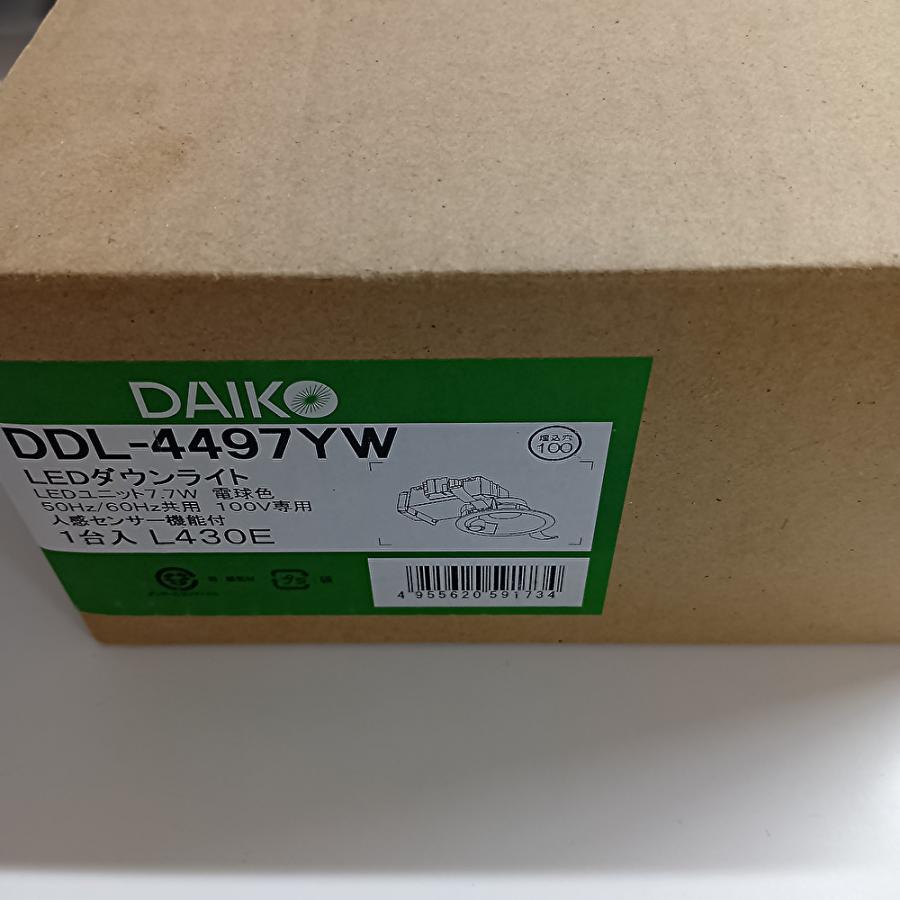 DAIKO
DDL-4497YW
埋込穴
100
LEDダウンライト
LEDユニット7.7W 電球色
50Hz/60Hz共用 100V専用
人感センサー機能付
1台入 L430E
4 955620 591734